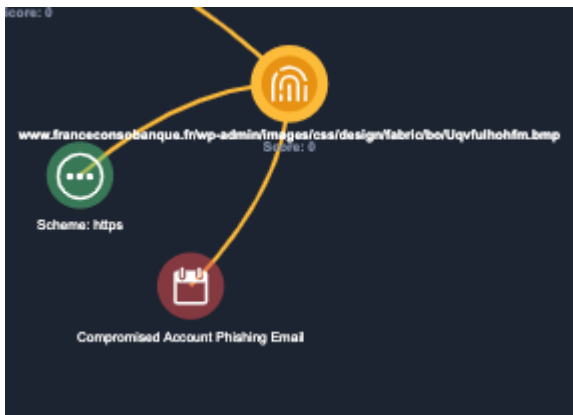 score: 0
www.franceconsobanque.fr/wp-admin/images/css/design/fabric/bo/Uqvfulhohfm.bmp
Score: 0
Scheme: https
Compromised Account Phishing Email